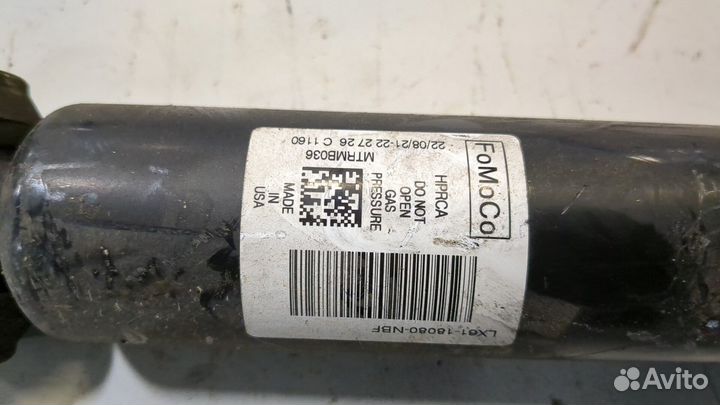 FoMoCo
HPRCA
DO NOT
OPEN
GAS
PRESSURE
MADE
IN
USA
MTRMB036
22/08/21-22 27 26 C 1160
LX61-18080-NBF
Avito